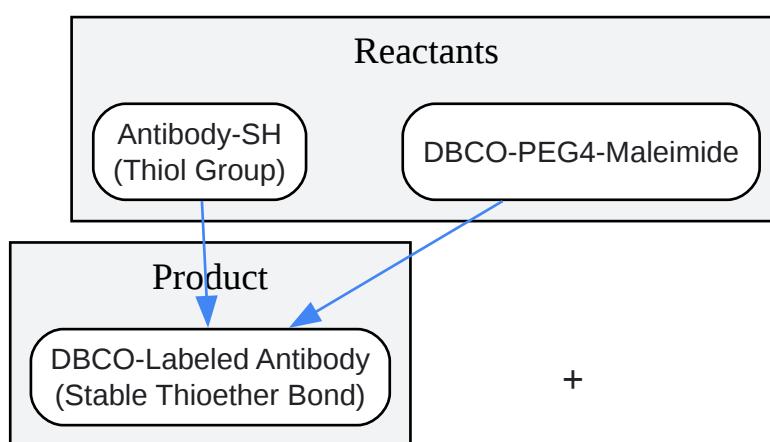 Reactants
Antibody-SH
(Thiol Group)
DBCO-PEG4-Maleimide
Product
DBCO-Labeled Antibody
(Stable Thioether Bond)
+